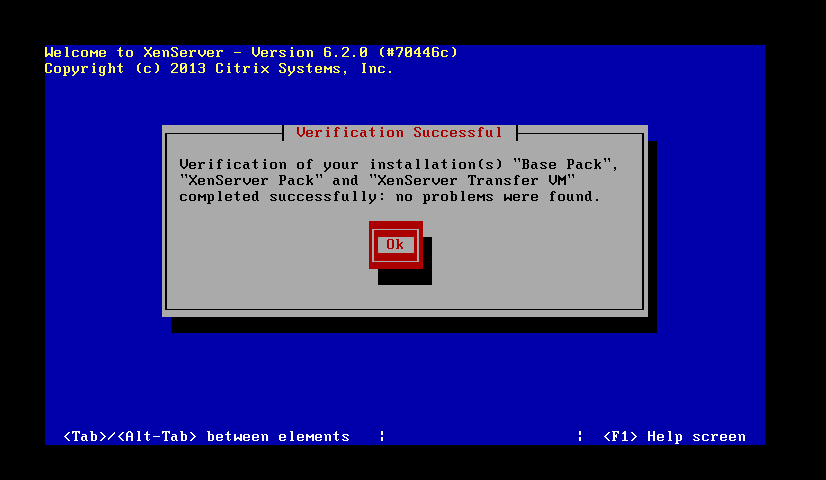 Welcome to XenServer - Version 6.2.0 (#70446c)
Copyright (c) 2013 Citrix Systems, Inc.
Verification Successful
Verification of your installation(s) "Base Pack",
"XenServer Pack" and "XenServer Transfer VM"
completed successfully: no problems were found.
Ok
<Tab>/<Alt-Tab> between elements ¦ ¦ <F1> Help screen